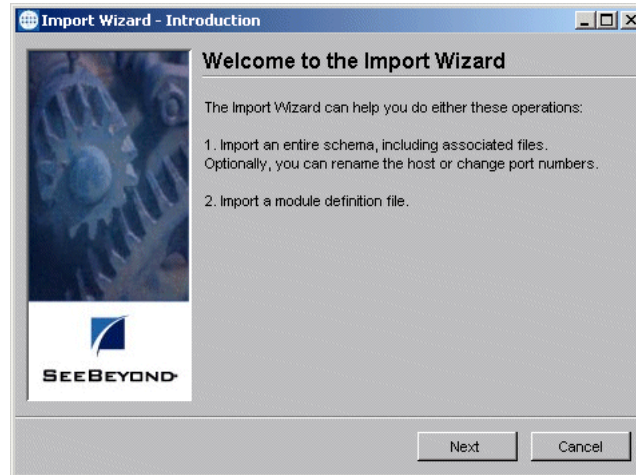 Import Wizard - Introduction
Welcome to the Import Wizard
The Import Wizard can help you do either these operations:
1. Import an entire schema, including associated files.
Optionally, you can rename the host or change port numbers.
2. Import a module definition file.
SEEBEYOND
Next
Cancel